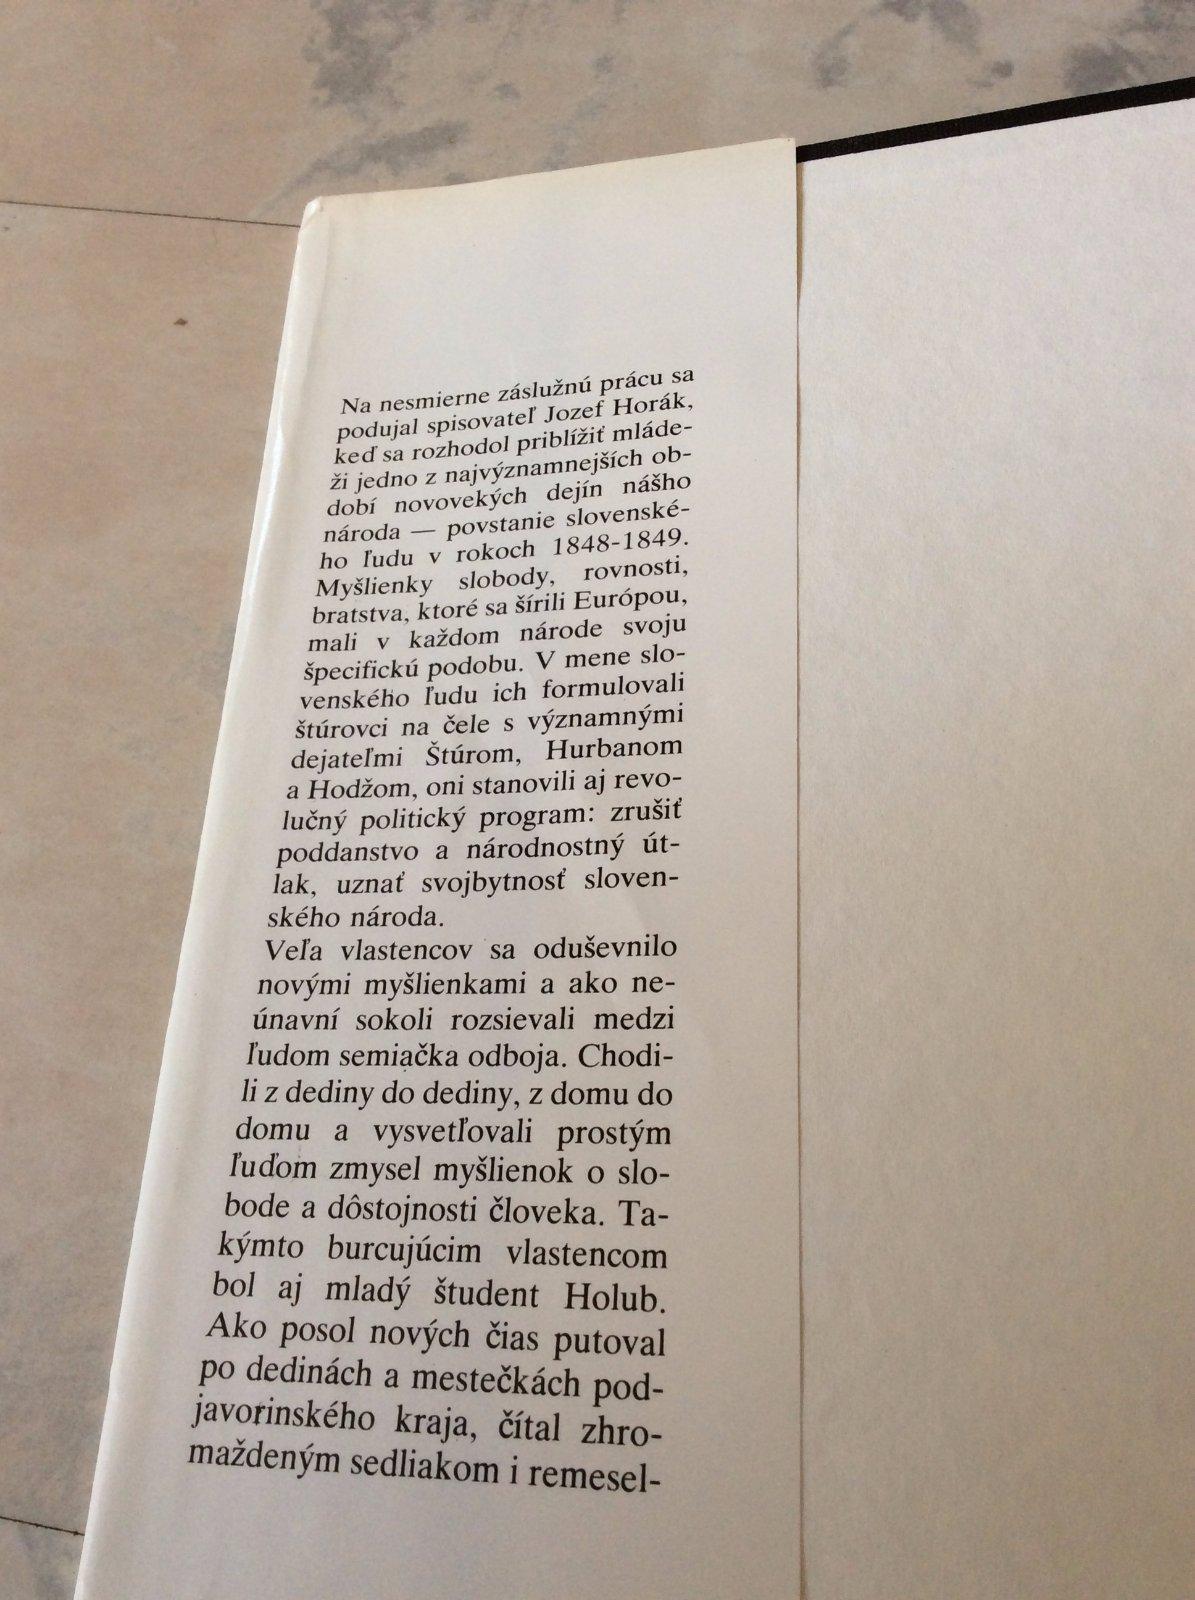 Na nesmierne záslužnú prácu sa
podujal spisovateľ Jozef Horák,
keď sa rozhodol priblížiť mláde-
ži jedno z najvýznamnejších ob-
dobí novovekých dejín nášho
národa — povstanie slovenské-
ho ľudu v rokoch 1848-1849.
Myšlienky slobody, rovnosti,
bratstva, ktoré sa šírili Európou,
mali v každom národe svoju
špecifickú podobu. V mene slo-
venského ľudu ich formulovali
štúrovci na čele s významnými
dejateľmi Štúrom, Hurbanom
a Hodžom, oni stanovili aj revo-
lučný politický program: zrušiť
poddanstvo a národnostný út-
lak, uznať svojbytnosť sloven-
ského národa.
Veľa vlastencov sa oduševnilo
novými myšlienkami a ako ne-
únavní sokoli rozsievali medzi
ľudom semiačka odboja. Chodi-
li z dediny do dediny, z domu do
domu a vysvetľovali prostým
ľuďom zmysel myšlienok o slo-
bode a dôstojnosti človeka. Ta-
kýmto burcujúcim vlastencom
bol aj mladý študent Holub.
Ako posol nových čias putoval
po dedinách a mestečkách pod-
javorinského kraja, čítal zhro-
maždeným sedliakom i remesel-